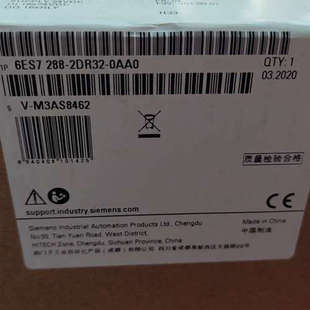 1P 6ES7 288-2DR32-0AA0
QTY: 1
03.2020
S V-M3AS8462
质量检验合格
support.industry.siemens.com
Siemens Industrial Automation Products Ltd., Chengdu
Tian Yuan Road, West District,
HITECH Zone, Chengdu, Sichuan Province, China
Made in China
中国制造